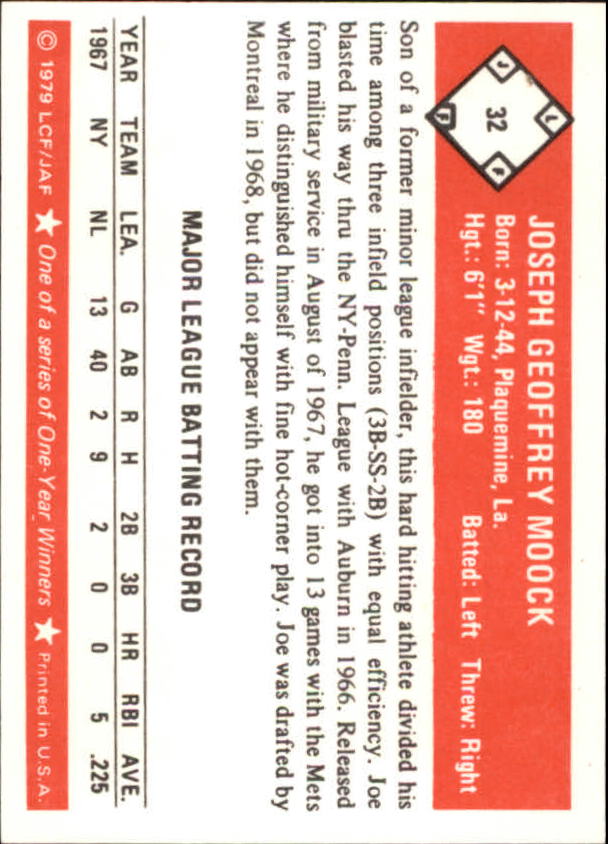 J
L
32
F
F
JOSEPH GEOFFREY MOOCK
Born: 3-12-44, Plaquemine, La.
Hgt.: 6'1" Wgt.: 180 Batted: Left Threw: Right
Son of a former minor league infielder, this hard hitting athlete divided his
time among three infield positions (3B-SS-2B) with equal efficiency. Joe
blasted his way thru the NY-Penn. League with Auburn in 1966. Released
from military service in August of 1967, he got into 13 games with the Mets
where he distinguished himself with fine hot-corner play. Joe was drafted by
Montreal in 1968, but did not appear with them.
MAJOR LEAGUE BATTING RECORD
YEAR TEAM LEA. G AB R H 2B 3B HR RBI AVE.
1967 NY NL 13 40 2 9 2 0 0 5 .225
© 1979 LCF/JAF ★ One of a series of One-Year Winners ★ Printed in U.S.A.